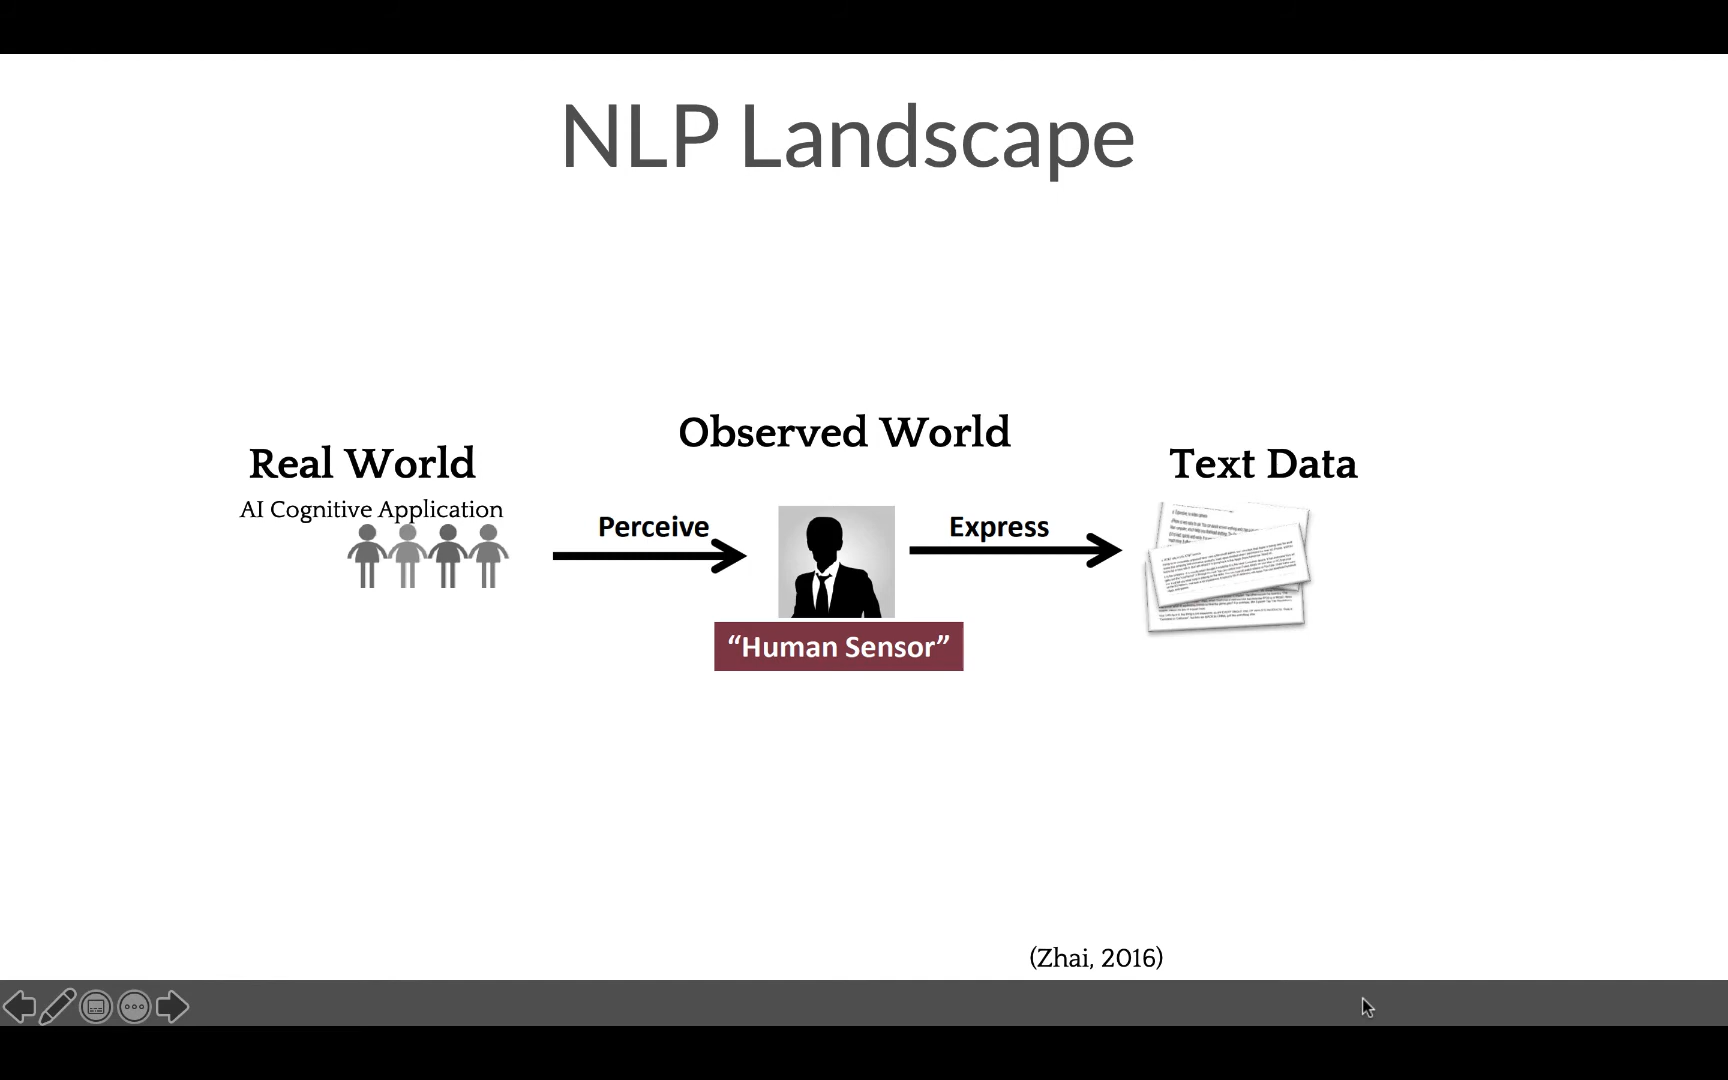 NLP Landscape
Observed World
Real World
Text Data
AI Cognitive Application
Perceive
Express
“Human Sensor”
(Zhai, 2016)